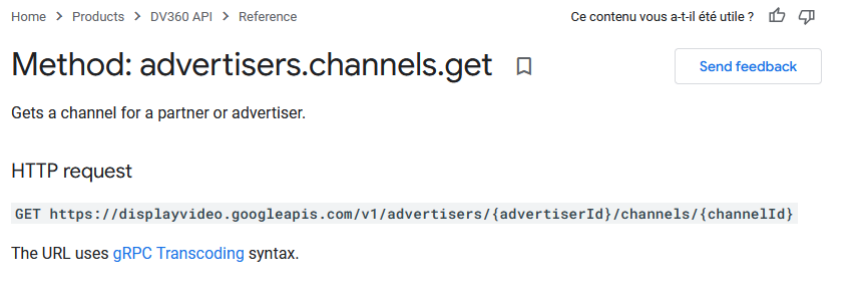 Home > Products > DV360 API > Reference
Ce contenu vous a-t-il été utile ?
Method: advertisers.channels.get
Send feedback
Gets a channel for a partner or advertiser.
HTTP request
GET https://displayvideo.googleapis.com/v1/advertisers/{advertiserId}/channels/{channelId}
The URL uses gRPC Transcoding syntax.